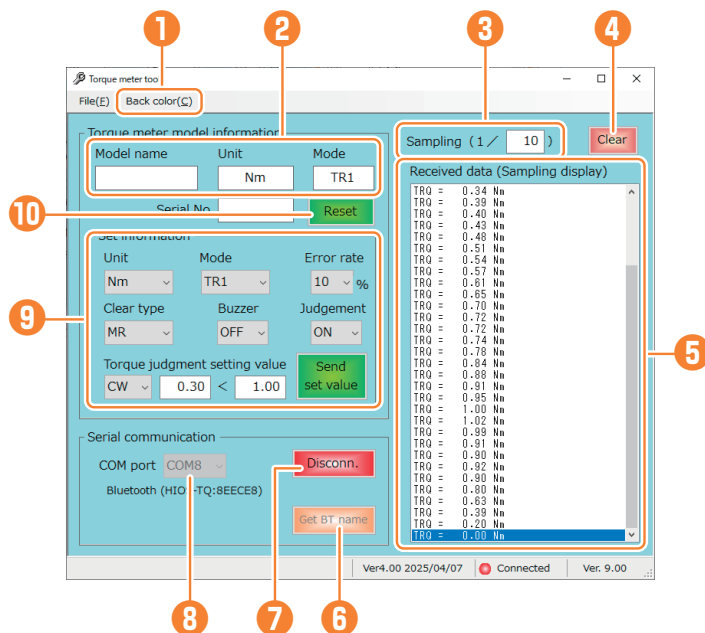 1 2 3 4
Torque meter too
File(F) Back color(C)
Torque meter model information
Model name Unit Mode
Nm TR1
Serial No
Reset
Sampling ( 1 / 10 ) Clear
Received data (Sampling display)
TRQ = 0.34 Nm
TRQ = 0.39 Nm
TRQ = 0.40 Nm
TRQ = 0.43 Nm
TRQ = 0.48 Nm
TRQ = 0.51 Nm
TRQ = 0.54 Nm
TRQ = 0.57 Nm
TRQ = 0.61 Nm
TRQ = 0.65 Nm
TRQ = 0.70 Nm
TRQ = 0.72 Nm
TRQ = 0.72 Nm
TRQ = 0.74 Nm
TRQ = 0.78 Nm
TRQ = 0.84 Nm
TRQ = 0.88 Nm
TRQ = 0.91 Nm
TRQ = 0.95 Nm
TRQ = 1.00 Nm
TRQ = 1.02 Nm
TRQ = 0.99 Nm
TRQ = 0.91 Nm
TRQ = 0.90 Nm
TRQ = 0.92 Nm
TRQ = 0.90 Nm
TRQ = 0.80 Nm
TRQ = 0.63 Nm
TRQ = 0.39 Nm
TRQ = 0.20 Nm
TRQ = 0.00 Nm
10
Set information
Unit Mode Error rate
Nm TR1 10 %
Clear type Buzzer Judgement
MR OFF ON
Torque judgment setting value
CW 0.30 < 1.00
Send
set value
9
5
Serial communication
COM port COM8 Disconn.
Bluetooth (HIOS-TQ:8EECE8)
Get BT name
Ver4.00 2025/04/07 Connected Ver. 9.00
8 7 6